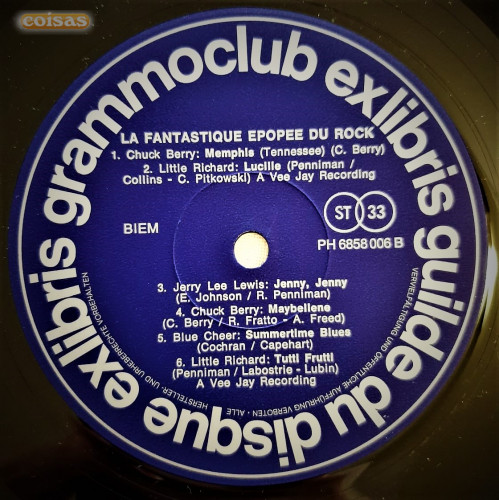 coisas
grammoclub exlibris guilde du disque exlibris
LA FANTASTIQUE EPOPEE DU ROCK
1. Chuck Berry: Memphis (Tennessee) (C. Berry)
2. Little Richard: Lucille (Penniman /
Collins - C. Pitkowski) A Vee Jay Recording
BIEM
ST 33
PH 6858 006 B
3. Jerry Lee Lewis: Jenny, Jenny
(E. Johnson / R. Penniman)
4. Chuck Berry: Maybellene
(C. Berry / R. Fratto - A. Freed)
5. Blue Cheer: Summertime Blues
(Cochran / Capehart)
6. Little Richard: Tutti Frutti
(Penniman / Labostrie - Lubin)
A Vee Jay Recording
ALLE HERSTELLER- UND URHEBERRECHTE VORBEHALTEN
VERVIELFÄLTIGUNG UND ÖFFENTLICHE AUFFÜHRUNG VERBOTEN